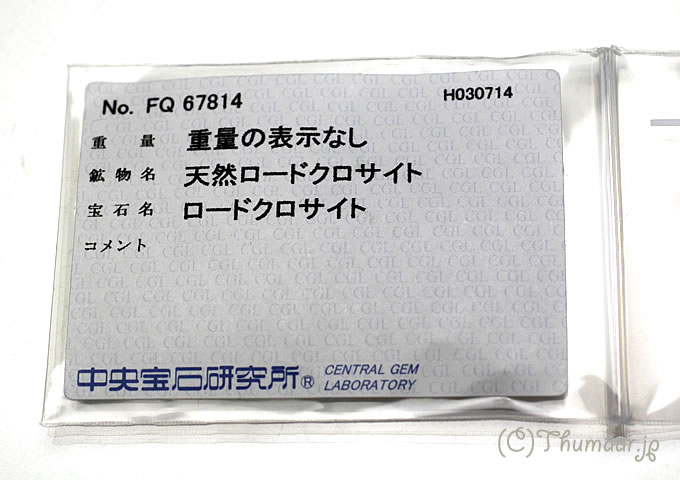 No. FQ 67814 H030714
重量 重量の表示なし
鉱物名 天然ロードクロサイト
宝石名 ロードクロサイト
コメント
中央宝石研究所® CENTRAL GEM LABORATORY
(C)Thumaar.jp